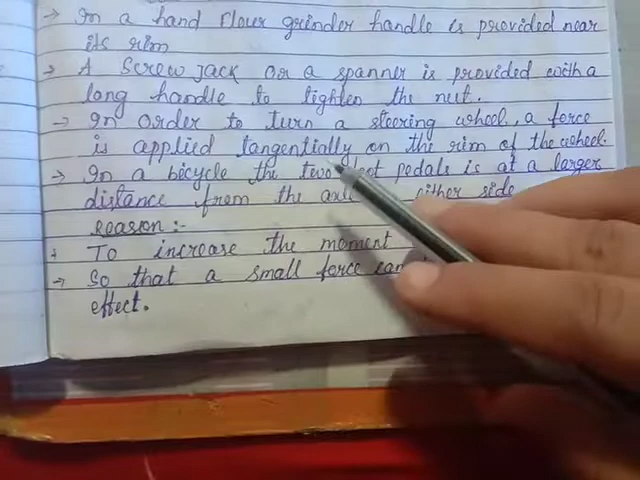 → In a hand flour grinder handle is provided near
its rim
→ A screw jack or a spanner is provided with a
long handle to tighten the nut.
→ In order to turn a steering wheel, a force
is applied tangentially on the rim of the wheel.
→ In a bicycle the two foot pedals is at a larger
distance from the axle either side
Reason:-
→ To increase the moment
→ So that a small force can
effect.